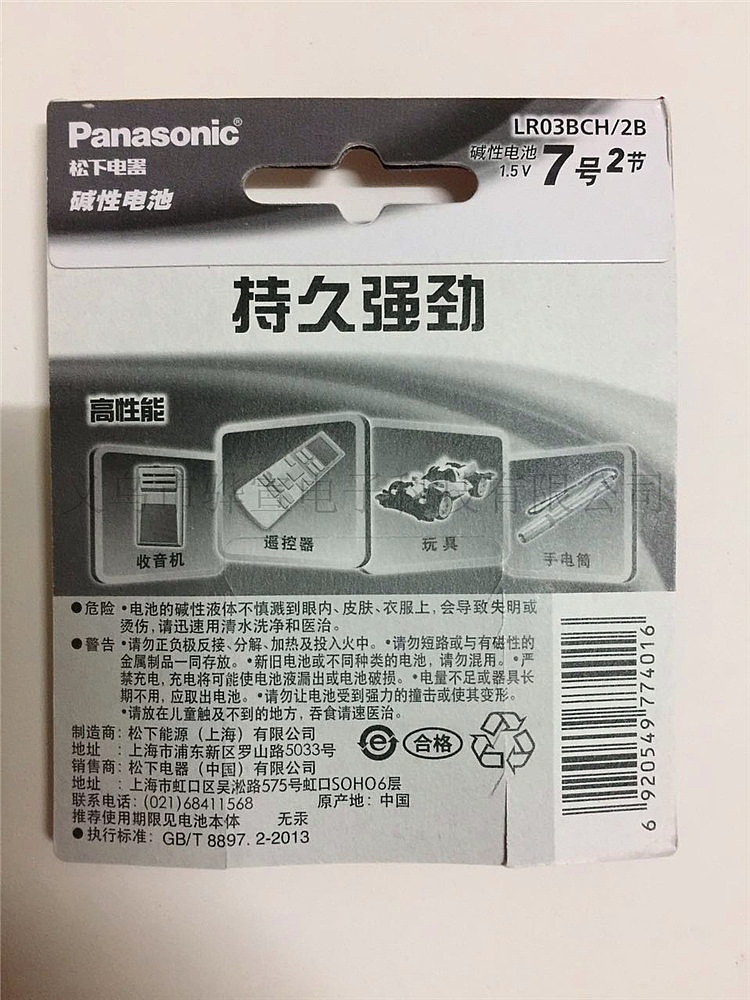 Panasonic®
松下电器
碱性电池
LR03BCH/2B
碱性电池
1.5V
7号2节
持久强劲
高性能
收音机
遥控器
玩具
手电筒
●危险 •电池的碱性液体不慎溅到眼内、皮肤、衣服上,会导致失明或
烫伤,请迅速用清水洗净和医治。
●警告 •请勿正负极反接、分解、加热及投入火中。•请勿短路或与有磁性的
金属制品一同存放。•新旧电池或不同种类的电池,请勿混用。•严
禁充电,充电将可能使电池液漏出或电池破损。•电量不足或器具长
期不用,应取出电池。•请勿让电池受到强力的撞击或使其变形。
•请放在儿童触及不到的地方,吞食请速医治。
制造商:松下能源(上海)有限公司
地址 :上海市浦东新区罗山路5033号
销售商:松下电器(中国)有限公司
地址 :上海市虹口区吴淞路575号虹口SOHO6层
联系电话:(021)68411568 原产地:中国
推荐使用期限见电池本体 无汞
●执行标准: GB/T 8897. 2-2013
e
合格
6 920549 774016
有限公司